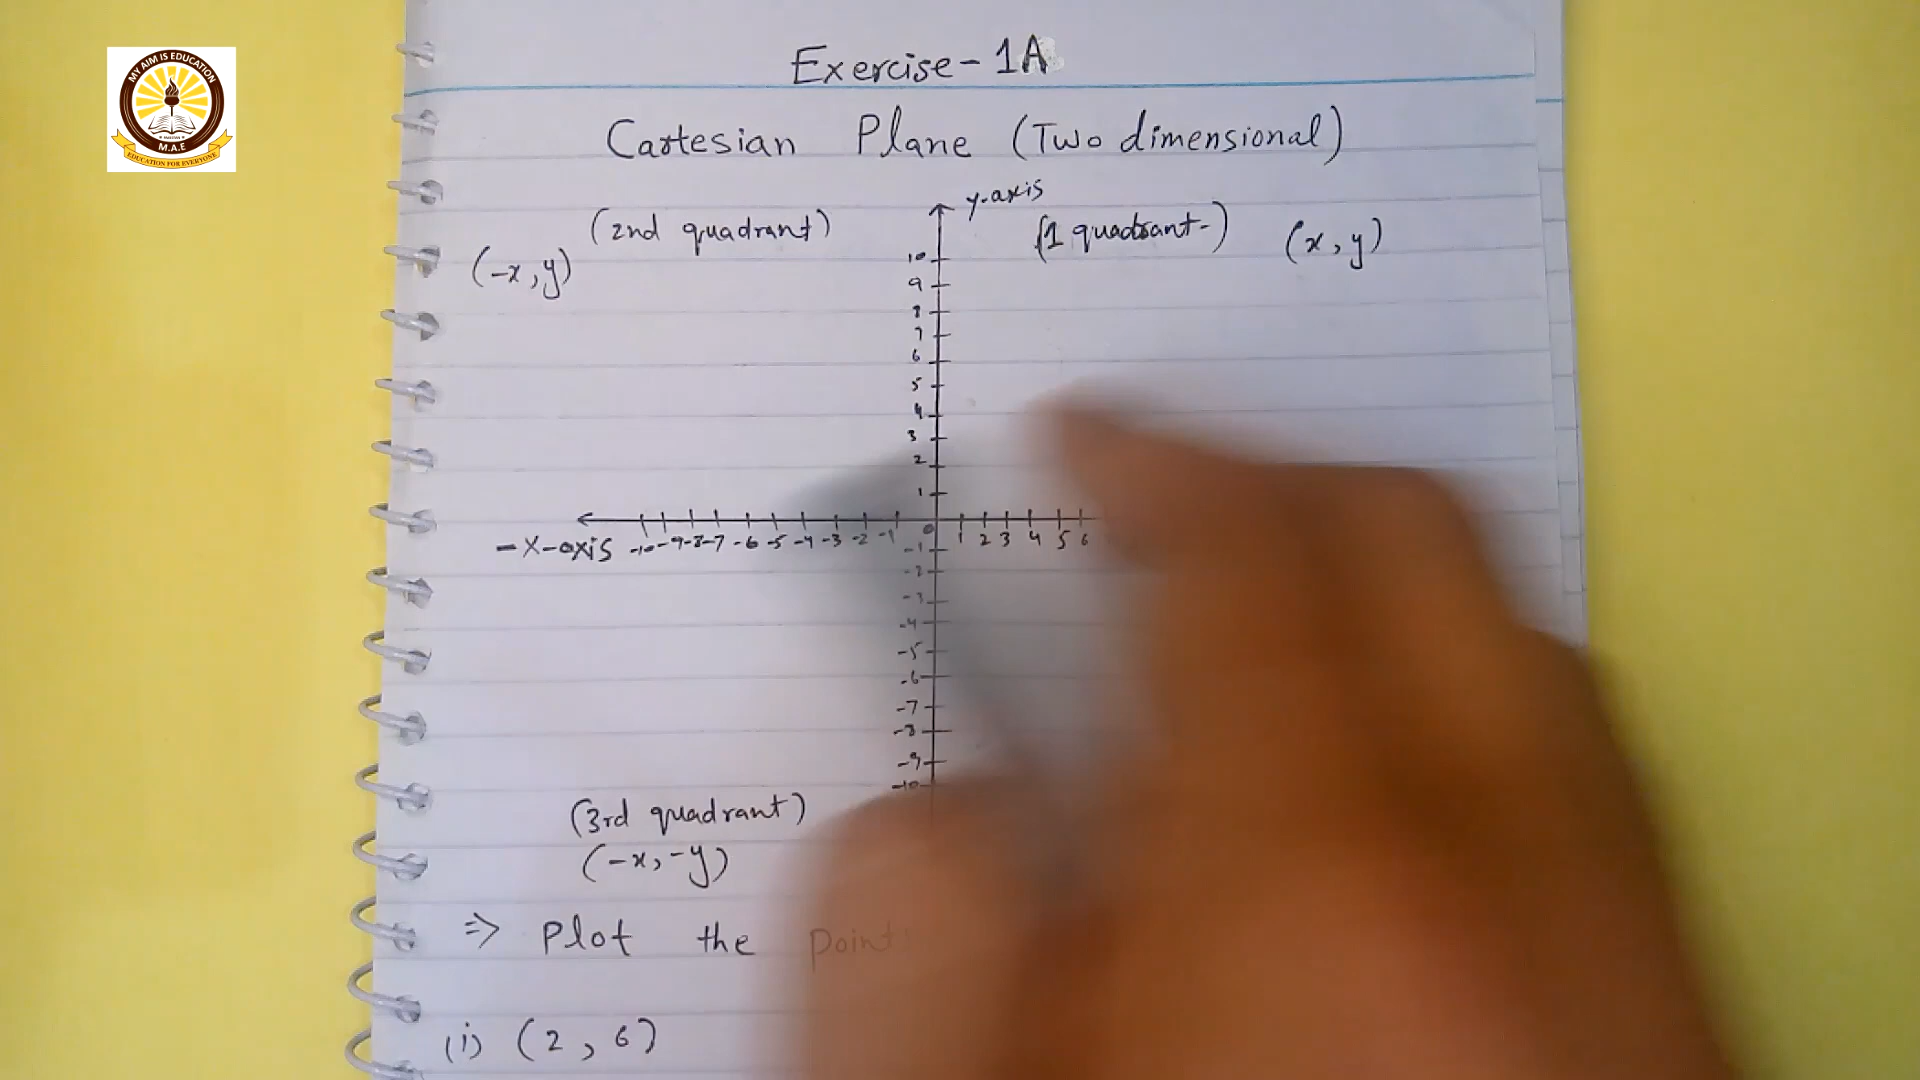 MY AIM IS EDUCATION
M.A.E
EDUCATION FOR EVERYONE
Exercise - 1A
Cartesian Plane (Two dimensional)
y-axis
(2nd quadrant)
(1 quadrant)
(x, y)
(-x, y)
10
9
8
7
6
5
4
3
2
1
-x-axis
-10 -9 -8 -7 -6 -5 -4 -3 -2 -1 0 1 2 3 4 5 6
-1
-2
-3
-4
-5
-6
-7
-8
-9
-10
(3rd quadrant)
(-x, -y)
⇒ Plot the points
(i) (2, 6)